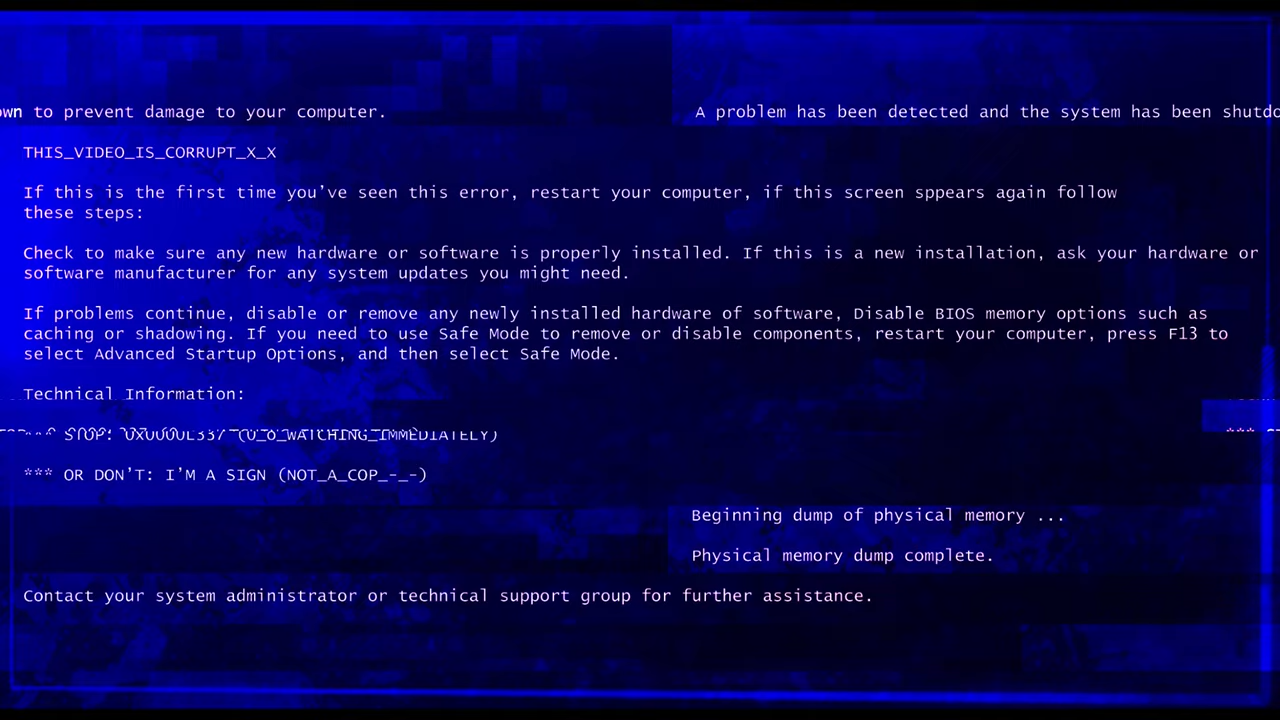 own to prevent damage to your computer. A problem has been detected and the system has been shutdo
THIS_VIDEO_IS_CORRUPT_X_X
If this is the first time you've seen this error, restart your computer, if this screen sppears again follow
these steps:
Check to make sure any new hardware or software is properly installed. If this is a new installation, ask your hardware or
software manufacturer for any system updates you might need.
If problems continue, disable or remove any newly installed hardware of software, Disable BIOS memory options such as
caching or shadowing. If you need to use Safe Mode to remove or disable components, restart your computer, press F13 to
select Advanced Startup Options, and then select Safe Mode.
Technical Information:
*** STOP: 0X000L337 (O_o_WATCHING_IMMEDIATELY)
*** OR DON'T: I'M A SIGN (NOT_A_COP_-_-)
Beginning dump of physical memory ...
Physical memory dump complete.
Contact your system administrator or technical support group for further assistance.